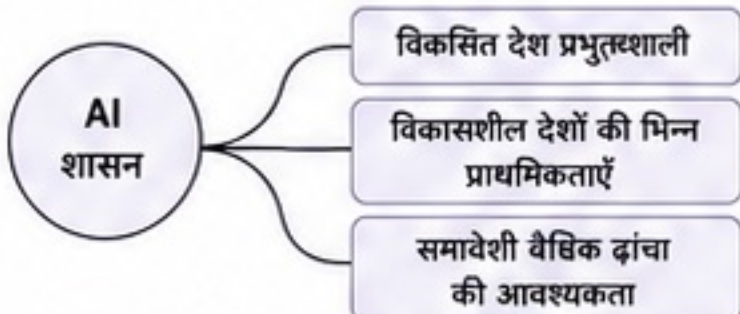 AI
शासन
विकसित देश प्रभुत्वशाली
विकासशील देशों की भिन्न
प्राथमिकताएँ
समावेशी वैश्विक ढ़ांचा
की आवश्यकता